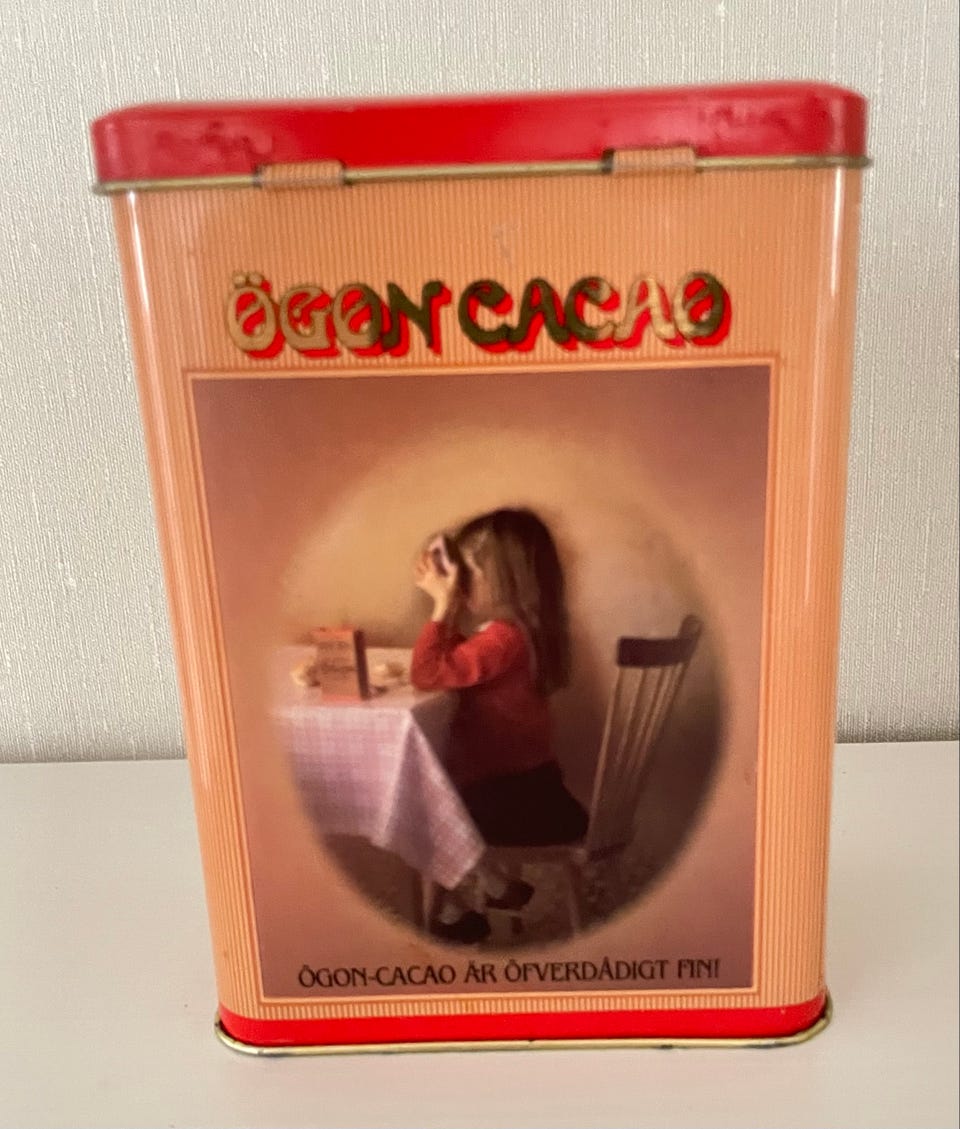 ÖGON CACAO
ÖGON-CACAO ÄR ÖFVERDÅDIGT FIN!